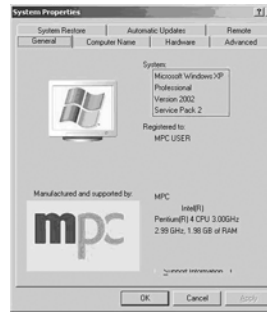 System Properties
System Restore Automatic Updates Remote
General Computer Name Hardware Advanced
System:
Microsoft Windows XP
Professional
Version 2002
Service Pack 2
Registered to:
MPC USER
Manufactured and supported by:
MPC
Intel(R)
Pentium(R) 4 CPU 3.00GHz
2.99 GHz, 1.98 GB of RAM
mpc
Support Information
OK Cancel Apply